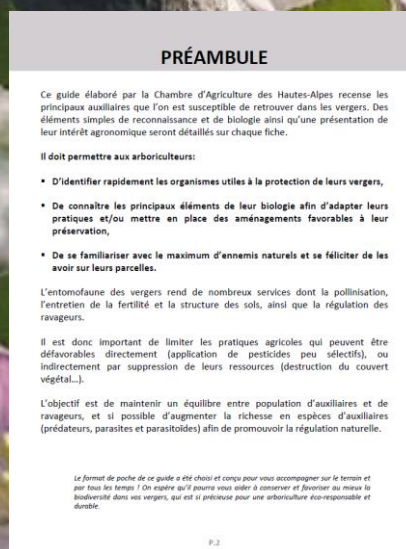 PRÉAMBULE
Ce guide élaboré par la Chambre d'Agriculture des Hautes-Alpes recense les
principaux auxiliaires que l'on est susceptible de retrouver dans les vergers. Des
éléments simples de reconnaissance et de biologie ainsi qu'une présentation de
leur intérêt agronomique seront détaillés sur chaque fiche.
Il doit permettre aux arboriculteurs:
▪ D'identifier rapidement les organismes utiles à la protection de leurs vergers,
▪ De connaître les principaux éléments de leur biologie afin d'adapter leurs
pratiques et/ou mettre en place des aménagements favorables à leur
préservation,
▪ De se familiariser avec le maximum d'ennemis naturels et se féliciter de les
avoir sur leurs parcelles.
L'entomofaune des vergers rend de nombreux services dont la pollinisation,
l'entretien de la fertilité et la structure des sols, ainsi que la régulation des
ravageurs.
Il est donc important de limiter les pratiques agricoles qui peuvent être
défavorables directement (application de pesticides peu sélectifs), ou
indirectement par suppression de leurs ressources (destruction du couvert
végétal…).
L'objectif est de maintenir un équilibre entre population d'auxiliaires et de
ravageurs, et si possible d'augmenter la richesse en espèces d'auxiliaires
(prédateurs, parasites et parasitoïdes) afin de promouvoir la régulation naturelle.
Le format de poche de ce guide a été choisi et conçu pour vous accompagner sur le terrain et
par tous les temps ! On espère qu'il pourra vous aider à conserver et favoriser au mieux la
biodiversité dans vos vergers, qui est si précieuse pour une arboriculture éco-responsable et
durable.
P.2